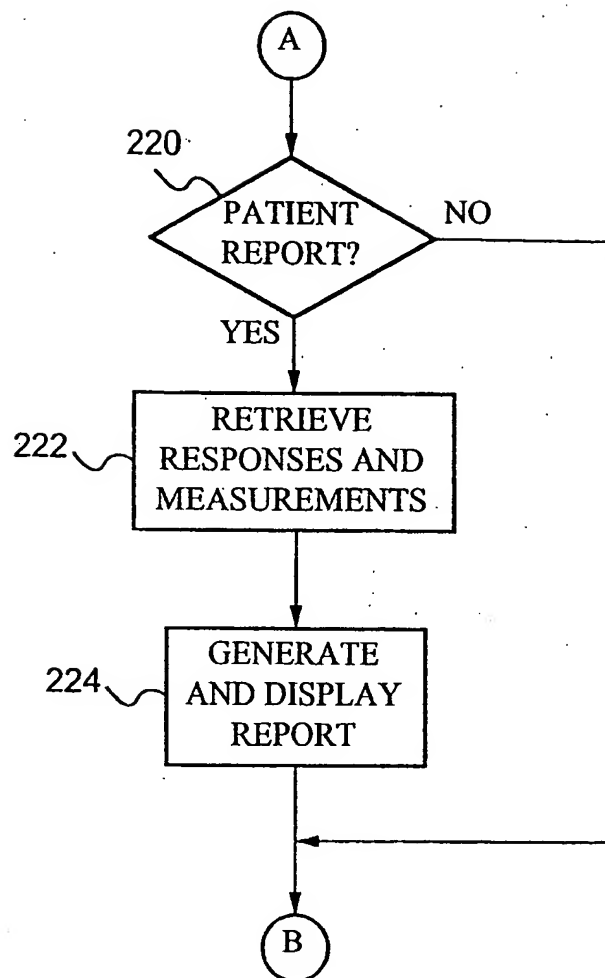 A
220
PATIENT
REPORT?
NO
YES
222
RETRIEVE
RESPONSES AND
MEASUREMENTS
224
GENERATE
AND DISPLAY
REPORT
B